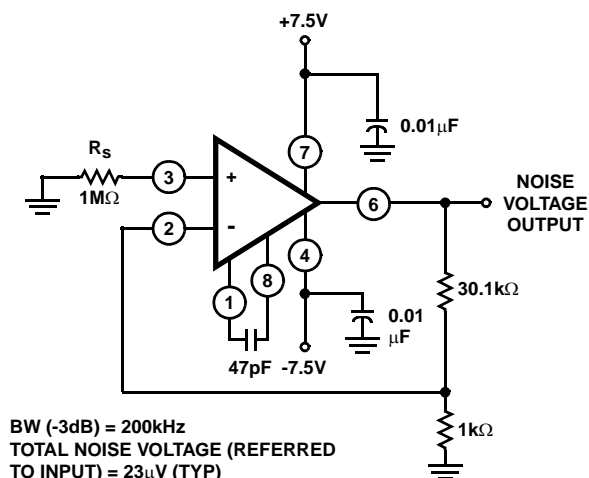 +7.5V
0.01μF
7
Rs
1MΩ
3
+
2
-
6
NOISE
VOLTAGE
OUTPUT
4
8
1
30.1kΩ
0.01
μF
47pF
-7.5V
1kΩ
BW (-3dB) = 200kHz
TOTAL NOISE VOLTAGE (REFERRED
TO INPUT) = 23μV (TYP)